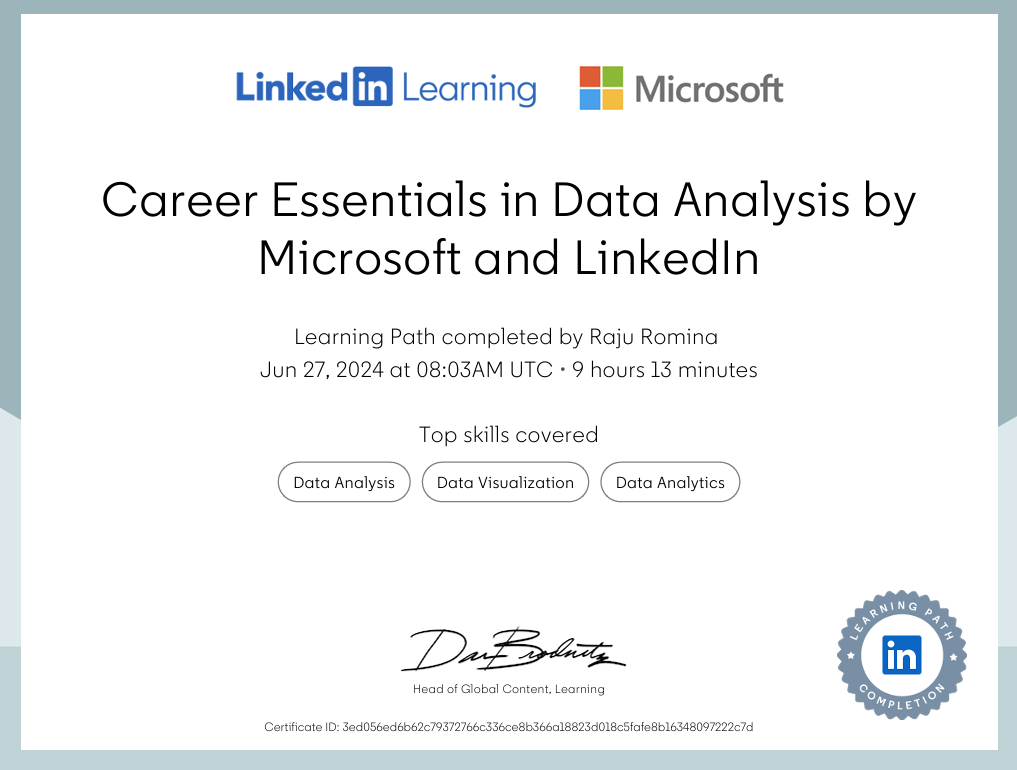 LinkedIn Learning Microsoft
Career Essentials in Data Analysis by
Microsoft and LinkedIn
Learning Path completed by Raju Romina
Jun 27, 2024 at 08:03AM UTC • 9 hours 13 minutes
Top skills covered
Data Analysis Data Visualization Data Analytics
LEARNING PATH
in
COMPLETION
Dan Brodnitz
Head of Global Content, Learning
Certificate ID: 3ed056ed6b62c79372766c336ce8b366a18823d018c5fafe8b16348097222c7d